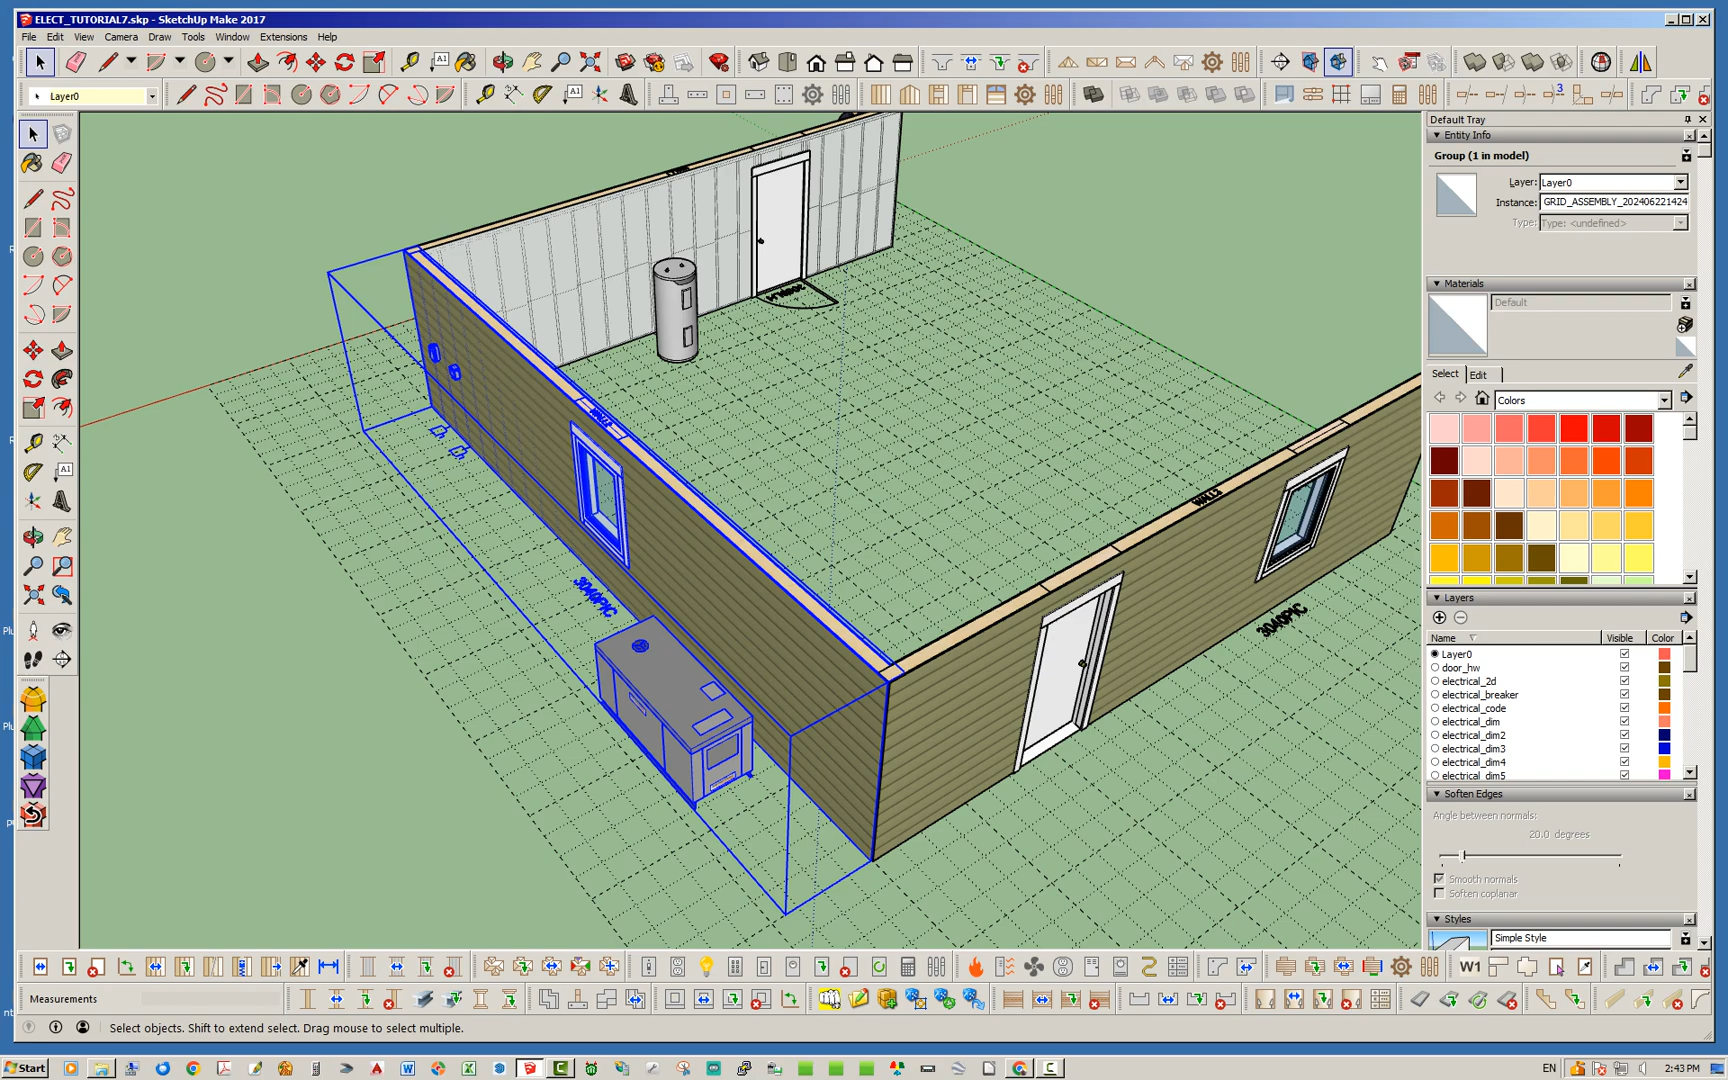 ELECT_TUTORIAL7.skp - SketchUp Make 2017
File Edit View Camera Draw Tools Window Extensions Help
Layer0
Default Tray
Entity Info
Group (1 in model)
Layer: Layer0
Instance: GRID_ASSEMBLY_202406221424
Type: Type: <undefined>
Materials
Default
Select Edit
Colors
Layers
Name Visible Color
Layer0
door_hw
electrical_2d
electrical_breaker
electrical_code
electrical_dim
electrical_dim2
electrical_dim3
electrical_dim4
electrical_dim5
Soften Edges
Angle between normals:
20.0 degrees
Smooth normals
Soften coplanar
Styles
Simple Style
3040PIC
3040PIC
W1
Measurements
Select objects. Shift to extend select. Drag mouse to select multiple.
Start
EN
2:43 PM